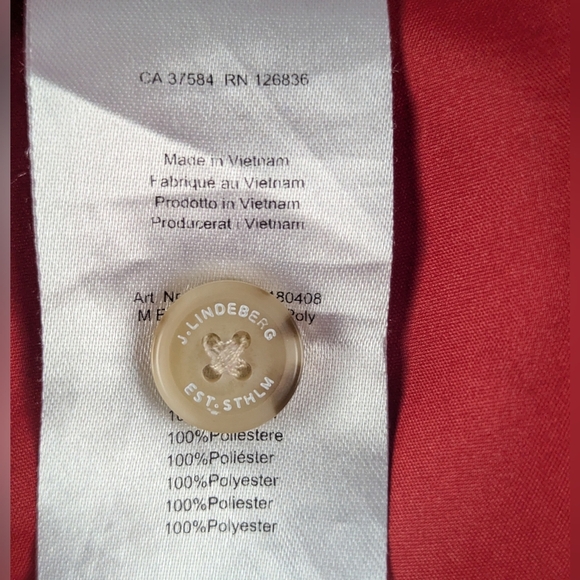 CA 37584 RN 126836
Made in Vietnam
Fabriqué au Vietnam
Prodotto in Vietnam
Producerat i Vietnam
Art 180408
M Poly
J.LINDEBERG
EST. STHLM
100%Poliestere
100%Poliéster
100%Polyester
100%Poliester
100%Polyester